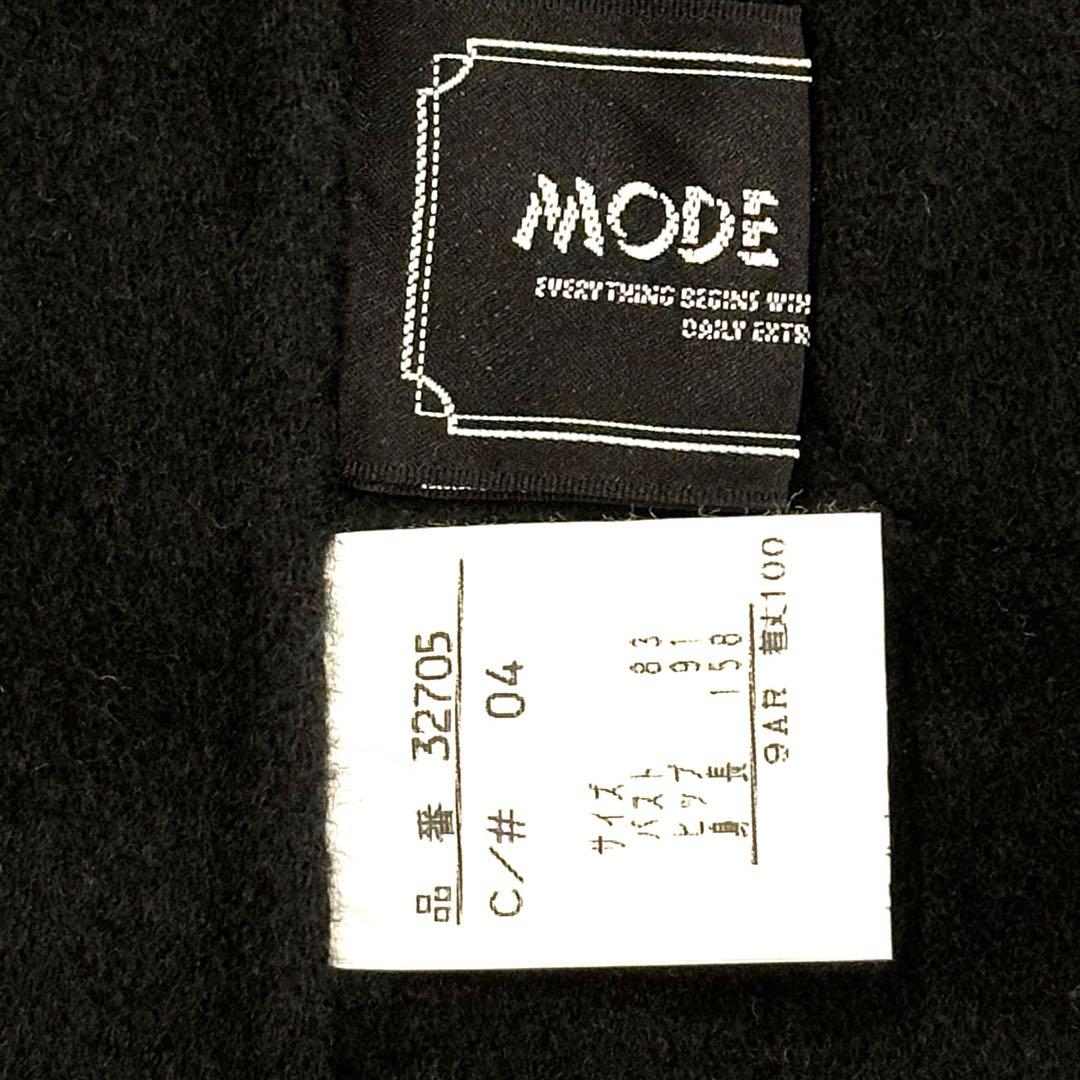 MODE
EVERYTHING BEGINS WIH
DAILY EXTR
品番 32705
C/# 04
サイズ
バスト 83
ヒップ 91
身長 158
9AR 着丈100